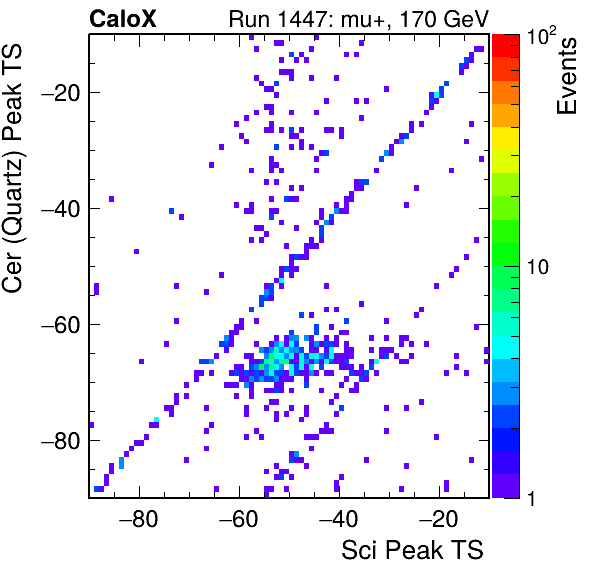 CaloX Run 1447: mu+, 170 GeV
Cer (Quartz) Peak TS
−20
−40
−60
−80
−80 −60 −40 −20
Sci Peak TS
10²
10
1
Events